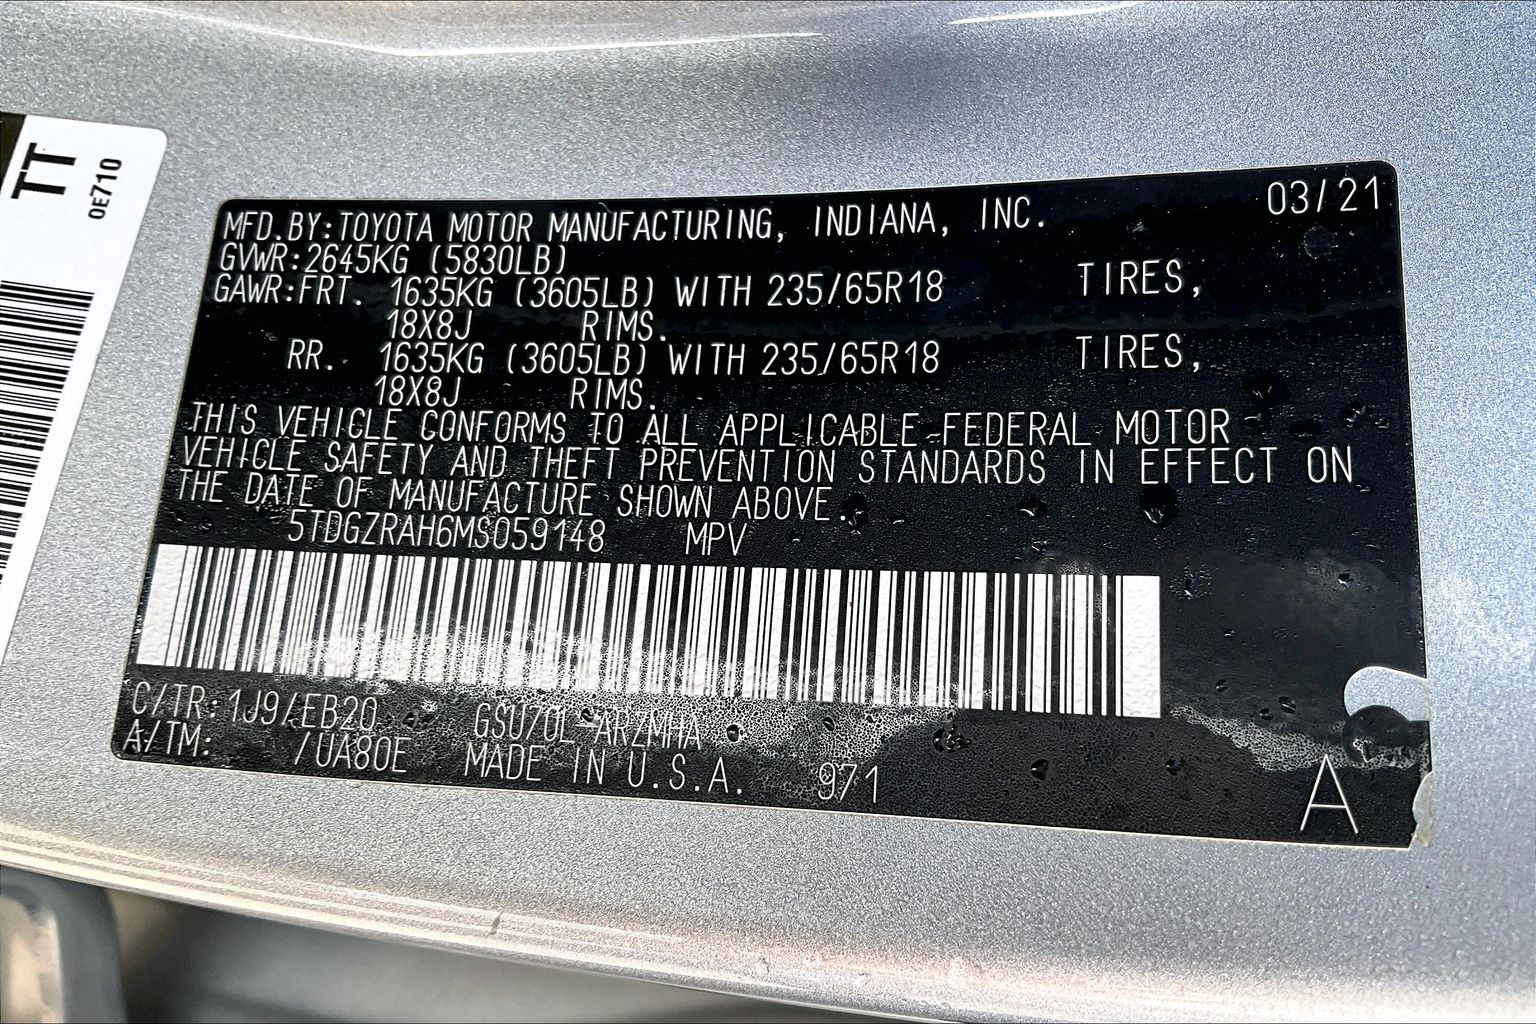 TT
0E710
03/21
MFD.BY:TOYOTA MOTOR MANUFACTURING, INDIANA, INC.
GVWR:2645KG (5830LB)
GAWR:FRT. 1635KG (3605LB) WITH 235/65R18 TIRES,
18X8J RIMS.
RR. 1635KG (3605LB) WITH 235/65R18 TIRES,
18X8J RIMS.
THIS VEHICLE CONFORMS TO ALL APPLICABLE FEDERAL MOTOR
VEHICLE SAFETY AND THEFT PREVENTION STANDARDS IN EFFECT ON
THE DATE OF MANUFACTURE SHOWN ABOVE.
5TDGZRAH6MS059148 MPV
C/TR:1J9/EB20 GSU70L-ARZMHA
A/TM: /UA80E MADE IN U.S.A. 971
A